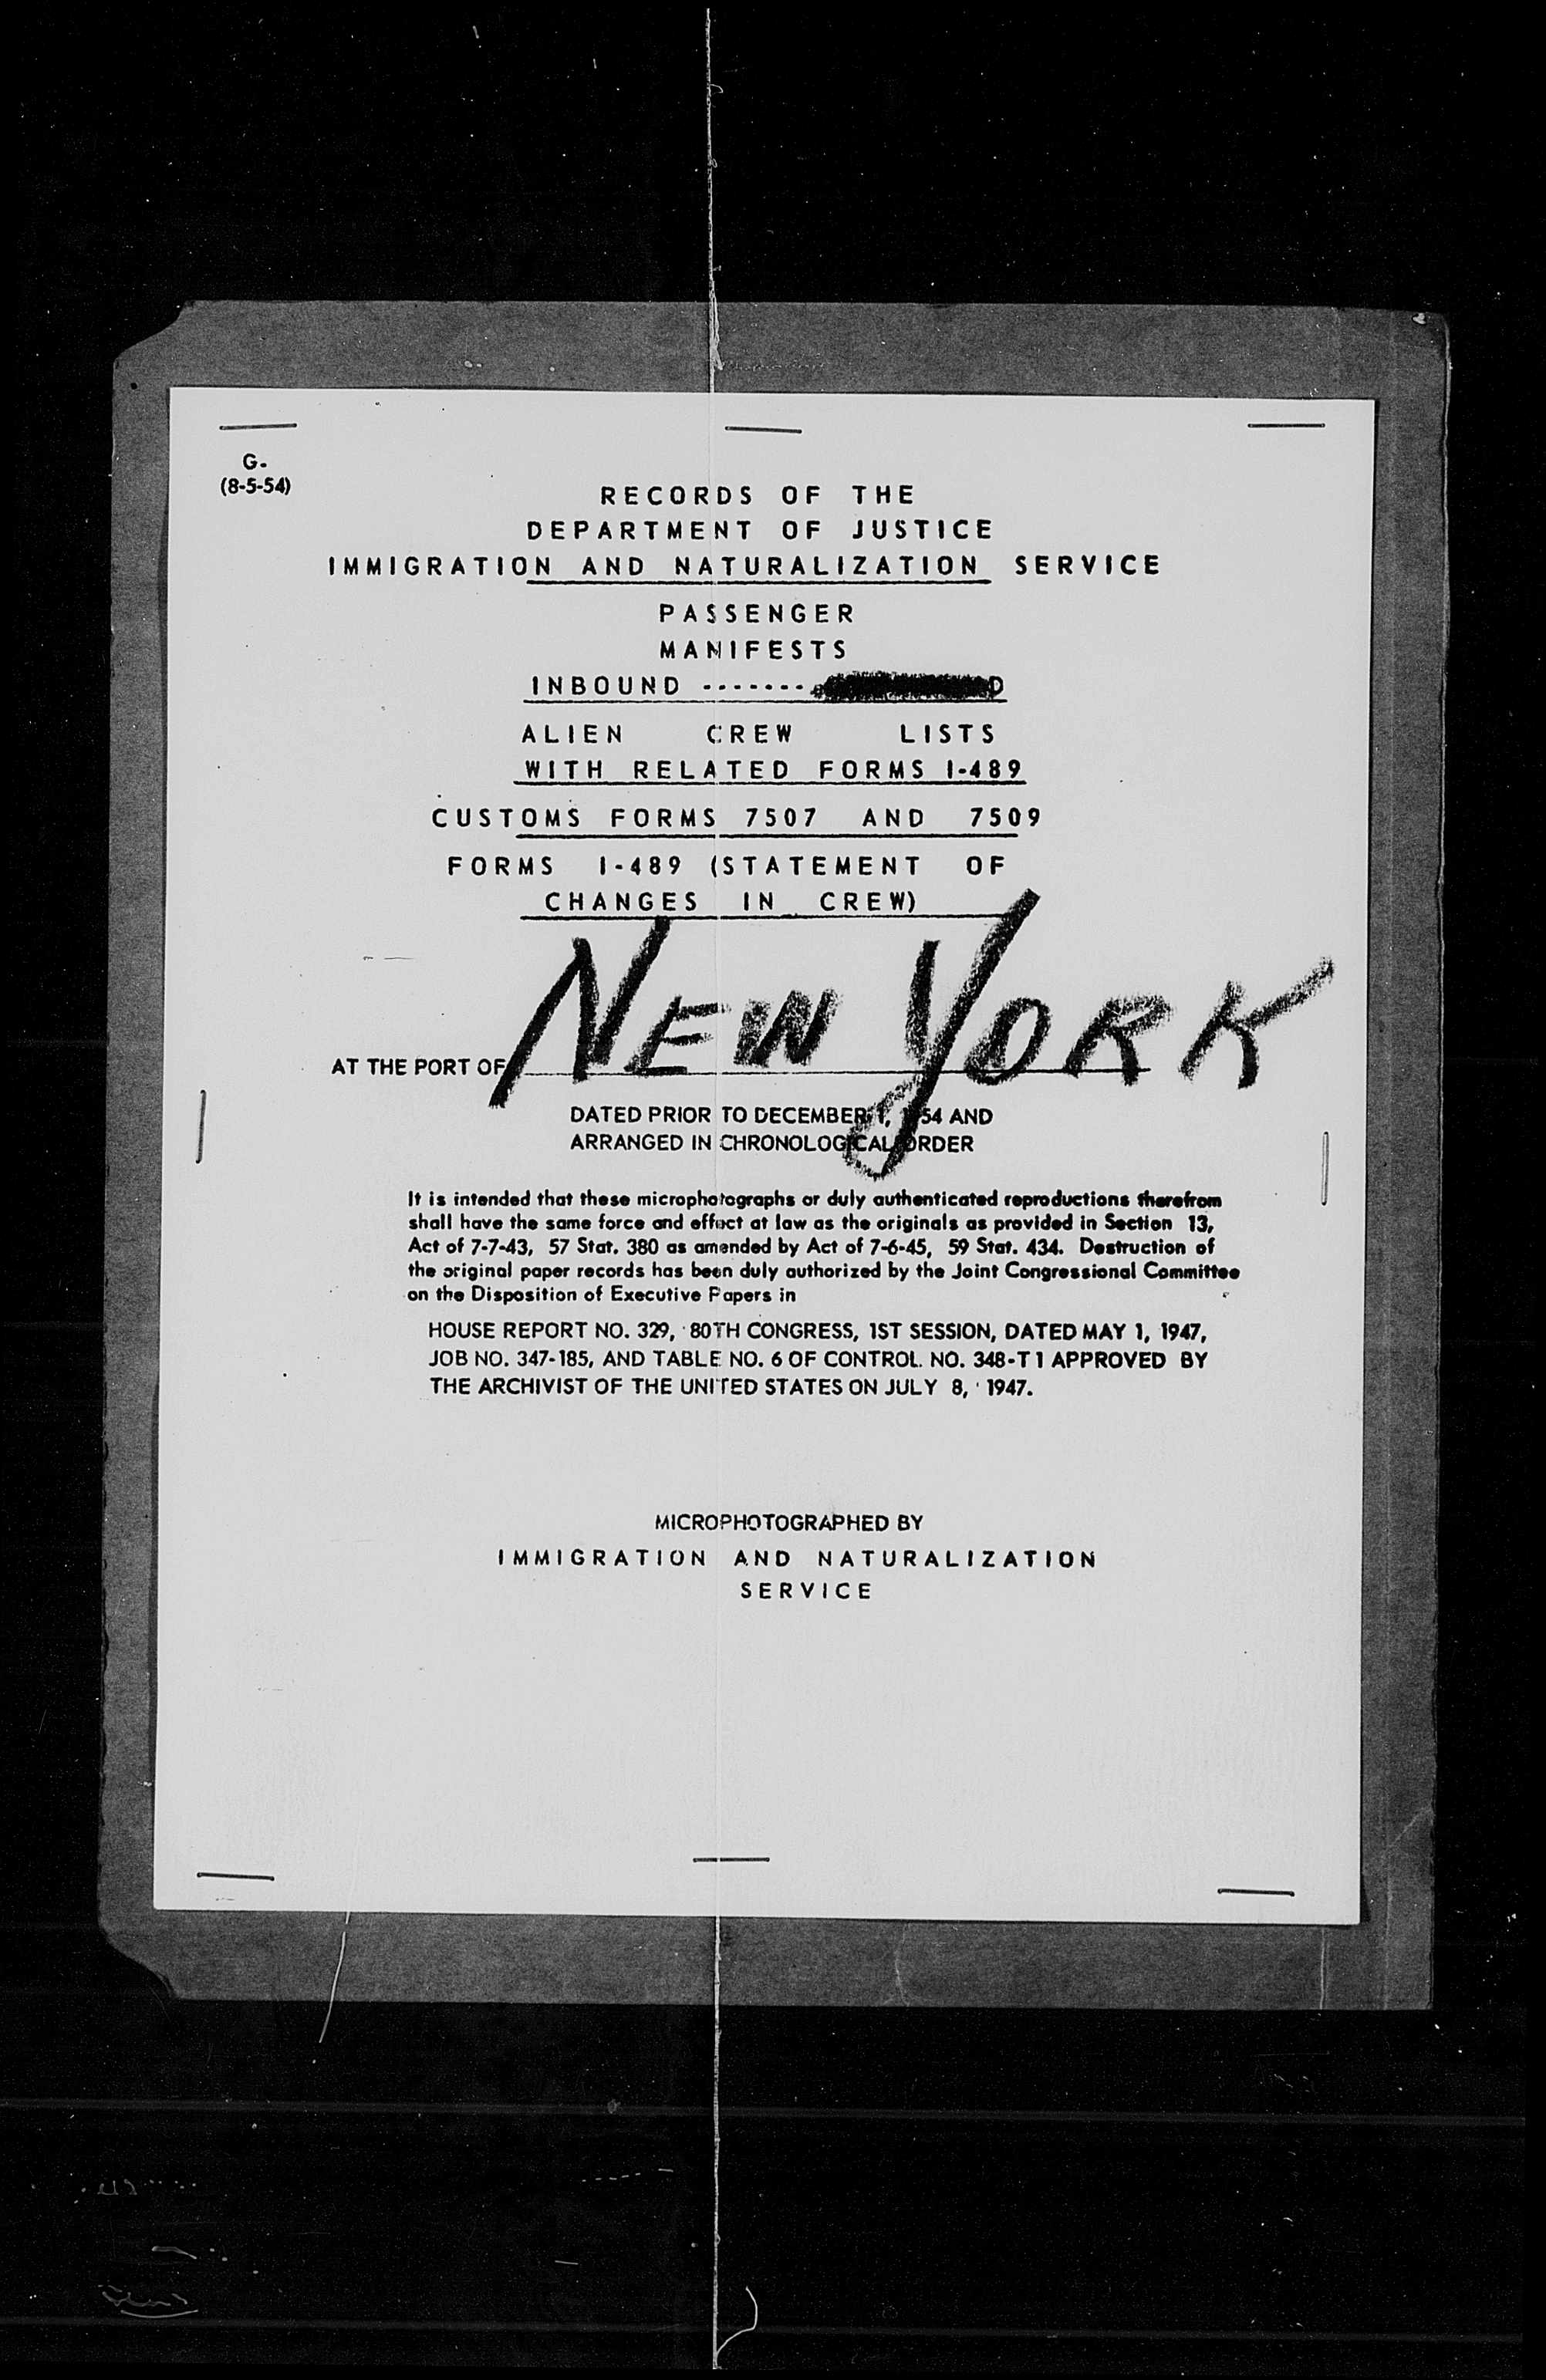 G-
(8-5-54)
RECORDS OF THE
DEPARTMENT OF JUSTICE
IMMIGRATION AND NATURALIZATION SERVICE
PASSENGER
MANIFESTS
INBOUND -------
ALIEN CREW LISTS
WITH RELATED FORMS I-489
CUSTOMS FORMS 7507 AND 7509
FORMS I-489 (STATEMENT OF
CHANGES IN CREW)
AT THE PORT OF NEW YORK
DATED PRIOR TO DECEMBER 1, 1954 AND
ARRANGED IN CHRONOLOGICAL ORDER
It is intended that these microphotographs or duly authenticated reproductions therefrom
shall have the same force and effect at law as the originals as provided in Section 13,
Act of 7-7-43, 57 Stat. 380 as amended by Act of 7-6-45, 59 Stat. 434. Destruction of
the original paper records has been duly authorized by the Joint Congressional Committee
on the Disposition of Executive Papers in
HOUSE REPORT NO. 329, 80TH CONGRESS, 1ST SESSION, DATED MAY 1, 1947,
JOB NO. 347-185, AND TABLE NO. 6 OF CONTROL NO. 348-T1 APPROVED BY
THE ARCHIVIST OF THE UNITED STATES ON JULY 8, 1947.
MICROPHOTOGRAPHED BY
IMMIGRATION AND NATURALIZATION
SERVICE